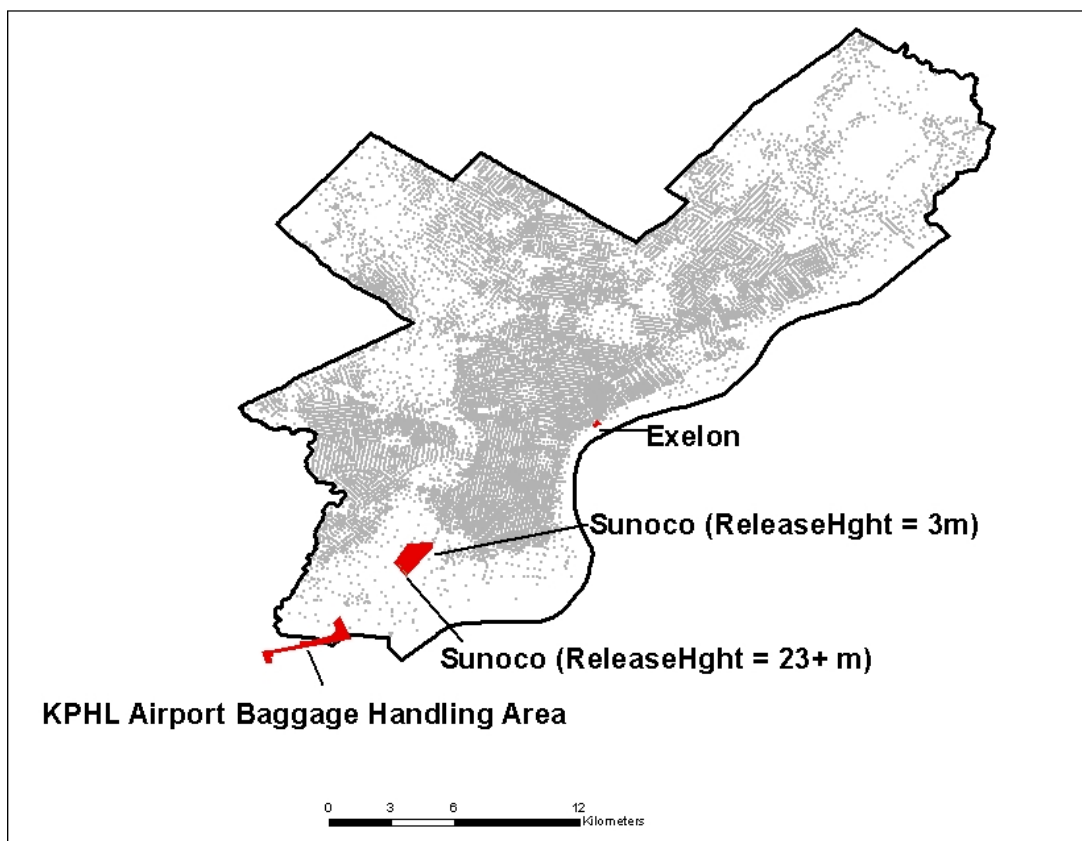 Exelon
Sunoco (ReleaseHght = 3m)
Sunoco (ReleaseHght = 23+ m)
KPHL Airport Baggage Handling Area
0 3 6 12
Kilometers